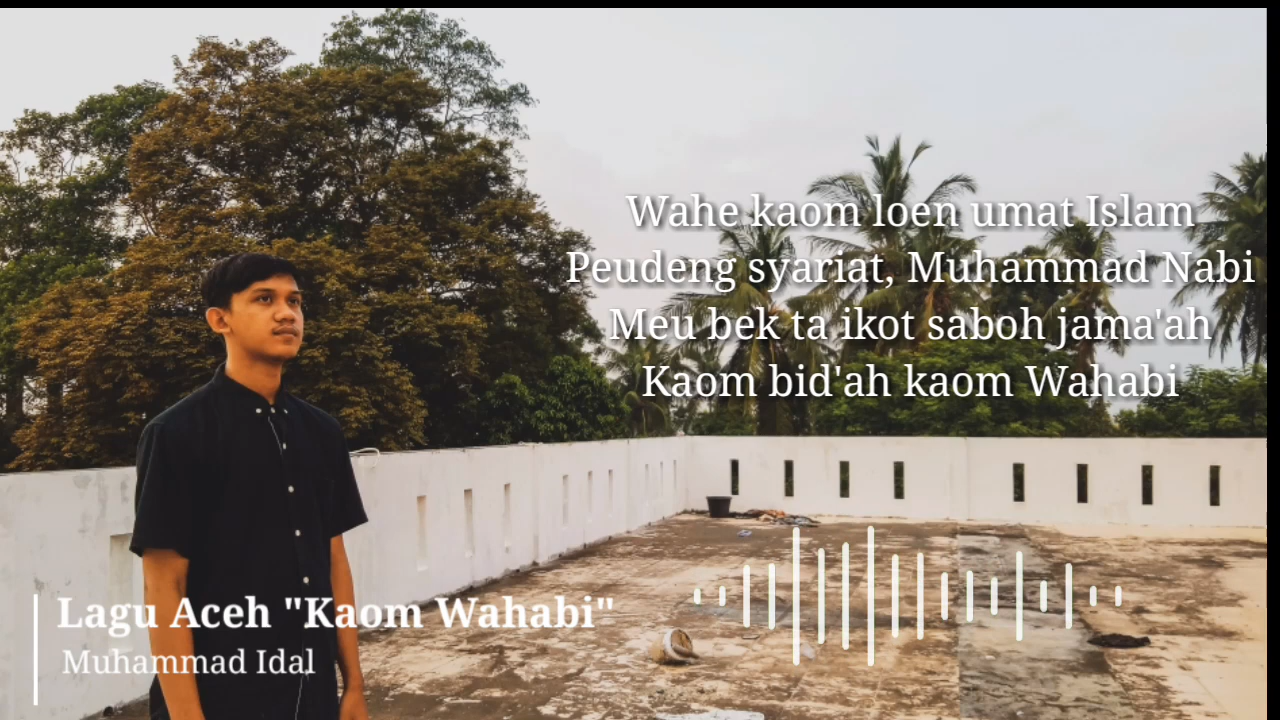 Wahe kaom loen umat Islam
Peudeng syariat, Muhammad Nabi
Meu bek ta ikot saboh jama'ah
Kaom bid'ah kaom Wahabi
Lagu Aceh "Kaom Wahabi"
Muhammad Idal